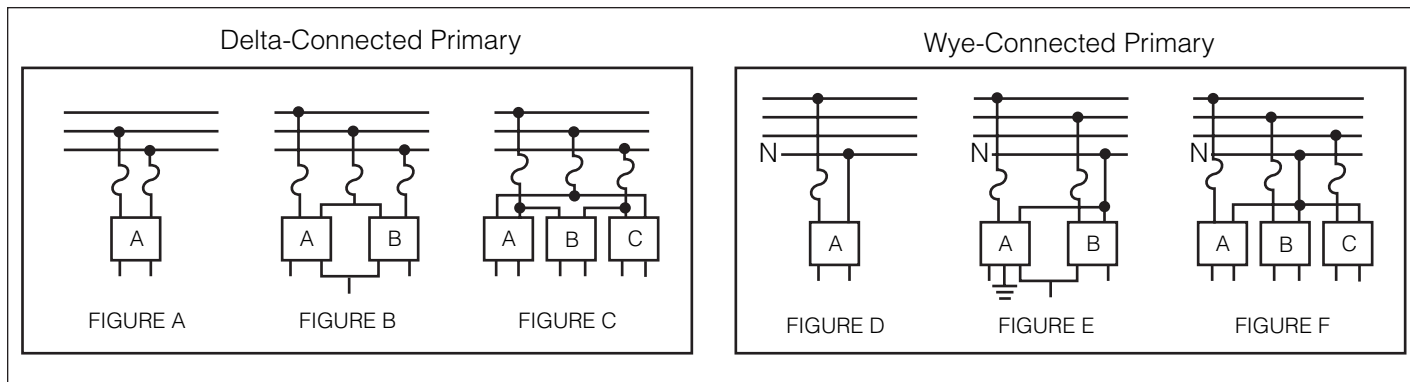 Delta-Connected Primary
A
FIGURE A
A B
FIGURE B
A B C
FIGURE C
Wye-Connected Primary
N
A
FIGURE D
N
A B
FIGURE E
N
A B C
FIGURE F